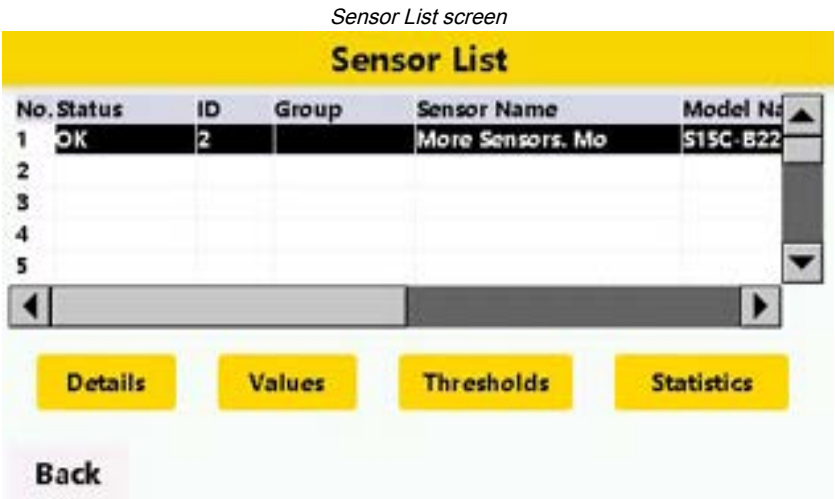 Sensor List screen
Sensor List
No. Status ID Group Sensor Name Model Na
1 OK 2 More Sensors. Mo S15C-B22
2
3
4
5
Details Values Thresholds Statistics
Back